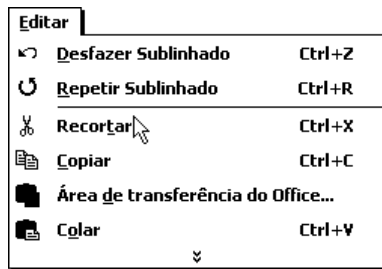 Editar
Desfazer Sublinhado Ctrl+Z
Repetir Sublinhado Ctrl+R
Recortar Ctrl+X
Copiar Ctrl+C
Área de transferência do Office...
Colar Ctrl+V